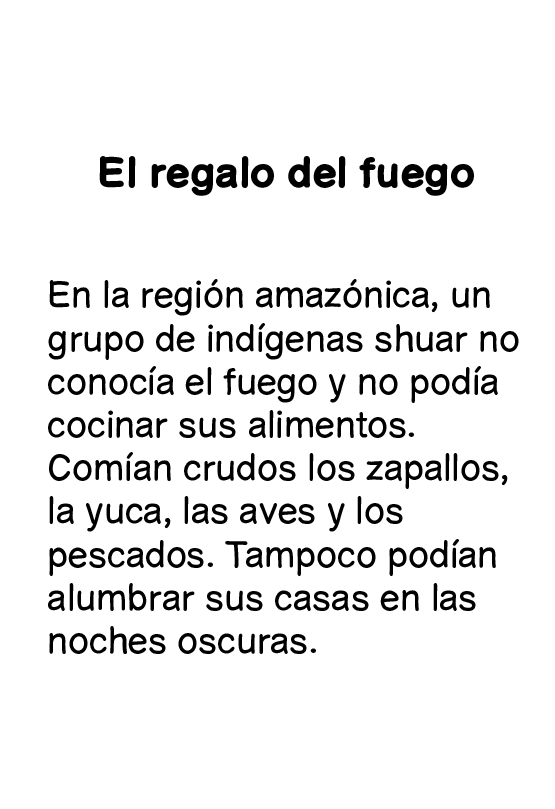 El regalo del fuego
En la región amazónica, un
grupo de indígenas shuar no
conocía el fuego y no podía
cocinar sus alimentos.
Comían crudos los zapallos,
la yuca, las aves y los
pescados. Tampoco podían
alumbrar sus casas en las
noches oscuras.